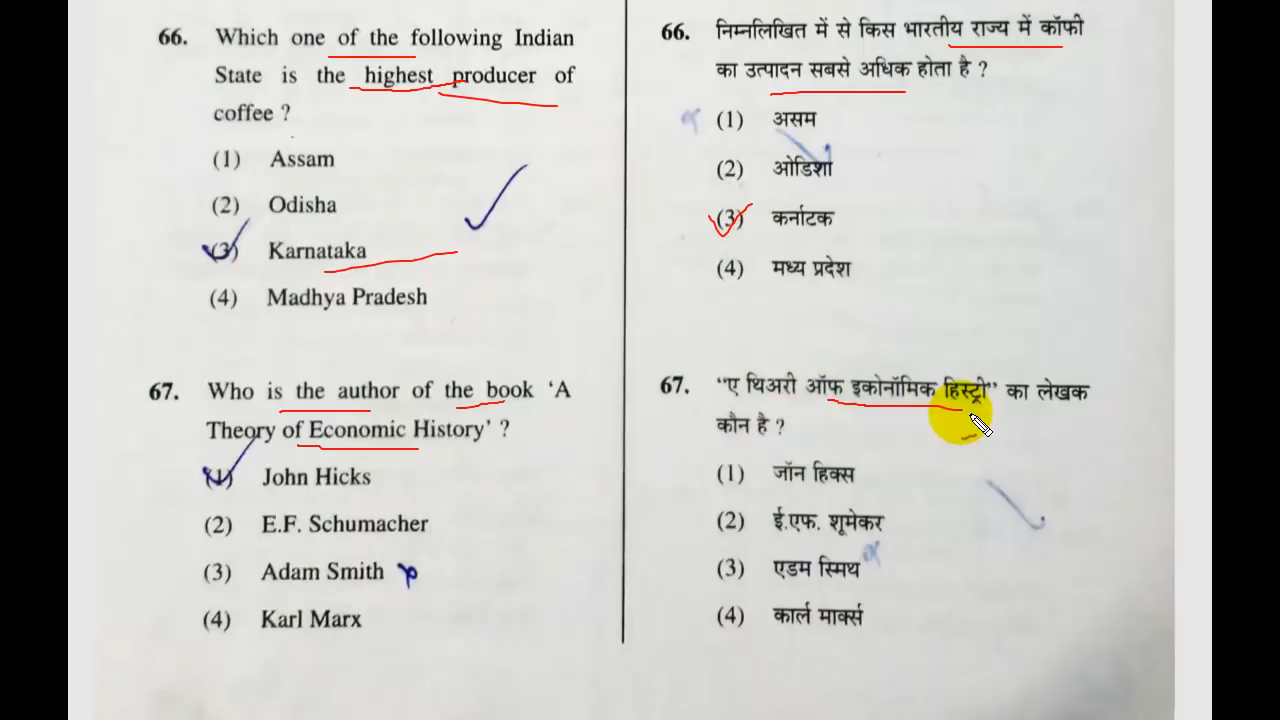 66. Which one of the following Indian
State is the highest producer of
coffee ?
(1) Assam
(2) Odisha
(3) Karnataka
(4) Madhya Pradesh
67. Who is the author of the book ‘A
Theory of Economic History’ ?
(1) John Hicks
(2) E.F. Schumacher
(3) Adam Smith
(4) Karl Marx
66. निम्नलिखित में से किस भारतीय राज्य में कॉफी
का उत्पादन सबसे अधिक होता है ?
(1) असम
(2) ओडिशा
(3) कर्नाटक
(4) मध्य प्रदेश
67. “ए थिअरी ऑफ इकोनॉमिक हिस्ट्री” का लेखक
कौन है ?
(1) जॉन हिक्स
(2) ई.एफ. शूमेकर
(3) एडम स्मिथ
(4) कार्ल मार्क्स